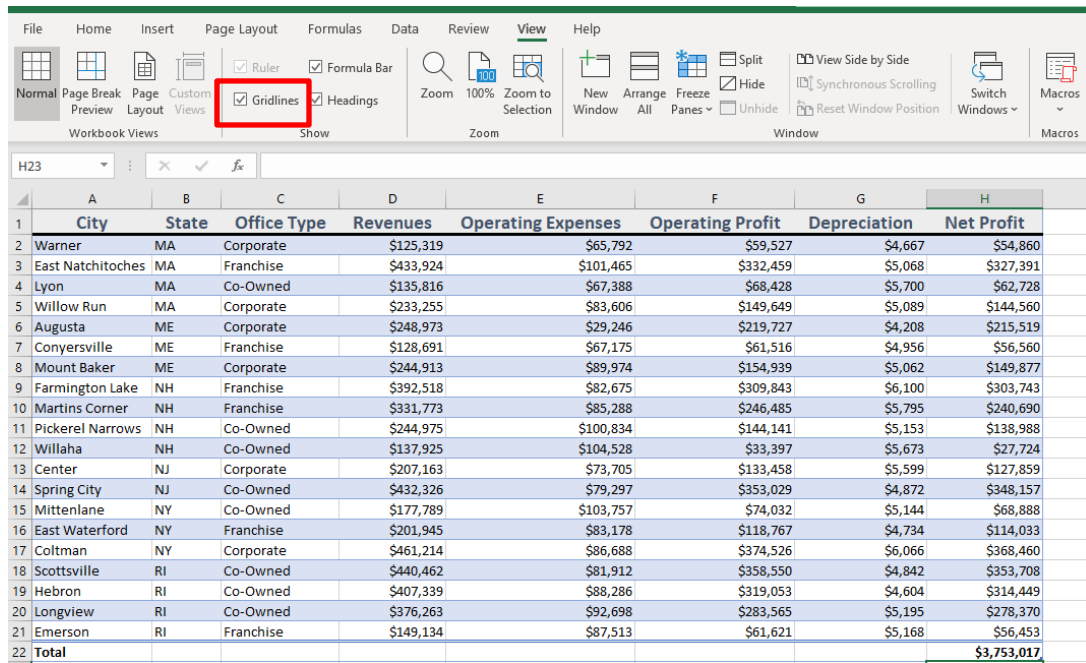 File Home Insert Page Layout Formulas Data Review View Help
Normal Page Break Preview Page Layout Custom Views
Workbook Views
Ruler Formula Bar
Gridlines Headings
Show
Zoom 100% Zoom to Selection
100
Zoom
New Window Arrange All Freeze Panes
Split
Hide
Unhide
View Side by Side
Synchronous Scrolling
Reset Window Position
Switch Windows
Window
Macros
Macros
H23 fx
A B C D E F G H
1 City State Office Type Revenues Operating Expenses Operating Profit Depreciation Net Profit
2 Warner MA Corporate $125,319 $65,792 $59,527 $4,667 $54,860
3 East Natchitoches MA Franchise $433,924 $101,465 $332,459 $5,068 $327,391
4 Lyon MA Co-Owned $135,816 $67,388 $68,428 $5,700 $62,728
5 Willow Run MA Corporate $233,255 $83,606 $149,649 $5,089 $144,560
6 Augusta ME Corporate $248,973 $29,246 $219,727 $4,208 $215,519
7 Conyersville ME Franchise $128,691 $67,175 $61,516 $4,956 $56,560
8 Mount Baker ME Corporate $244,913 $89,974 $154,939 $5,062 $149,877
9 Farmington Lake NH Franchise $392,518 $82,675 $309,843 $6,100 $303,743
10 Martins Corner NH Franchise $331,773 $85,288 $246,485 $5,795 $240,690
11 Pickerel Narrows NH Co-Owned $244,975 $100,834 $144,141 $5,153 $138,988
12 Willaha NH Co-Owned $137,925 $104,528 $33,397 $5,673 $27,724
13 Center NJ Corporate $207,163 $73,705 $133,458 $5,599 $127,859
14 Spring City NJ Co-Owned $432,326 $79,297 $353,029 $4,872 $348,157
15 Mittenlane NY Co-Owned $177,789 $103,757 $74,032 $5,144 $68,888
16 East Waterford NY Franchise $201,945 $83,178 $118,767 $4,734 $114,033
17 Coltman NY Corporate $461,214 $86,688 $374,526 $6,066 $368,460
18 Scottsville RI Co-Owned $440,462 $81,912 $358,550 $4,842 $353,708
19 Hebron RI Co-Owned $407,339 $88,286 $319,053 $4,604 $314,449
20 Longview RI Co-Owned $376,263 $92,698 $283,565 $5,195 $278,370
21 Emerson RI Franchise $149,134 $87,513 $61,621 $5,168 $56,453
22 Total $3,753,017